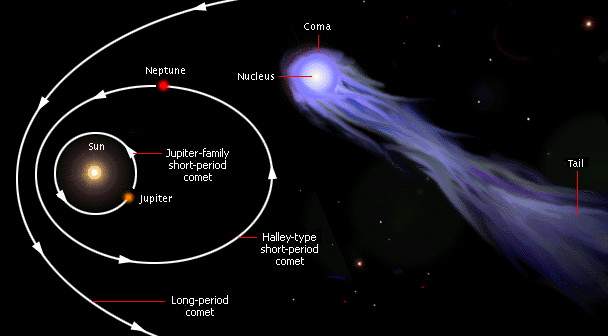 Coma
Neptune
Nucleus
Sun
Jupiter-family
short-period
comet
Tail
Jupiter
Halley-type
short-period
comet
Long-period
comet